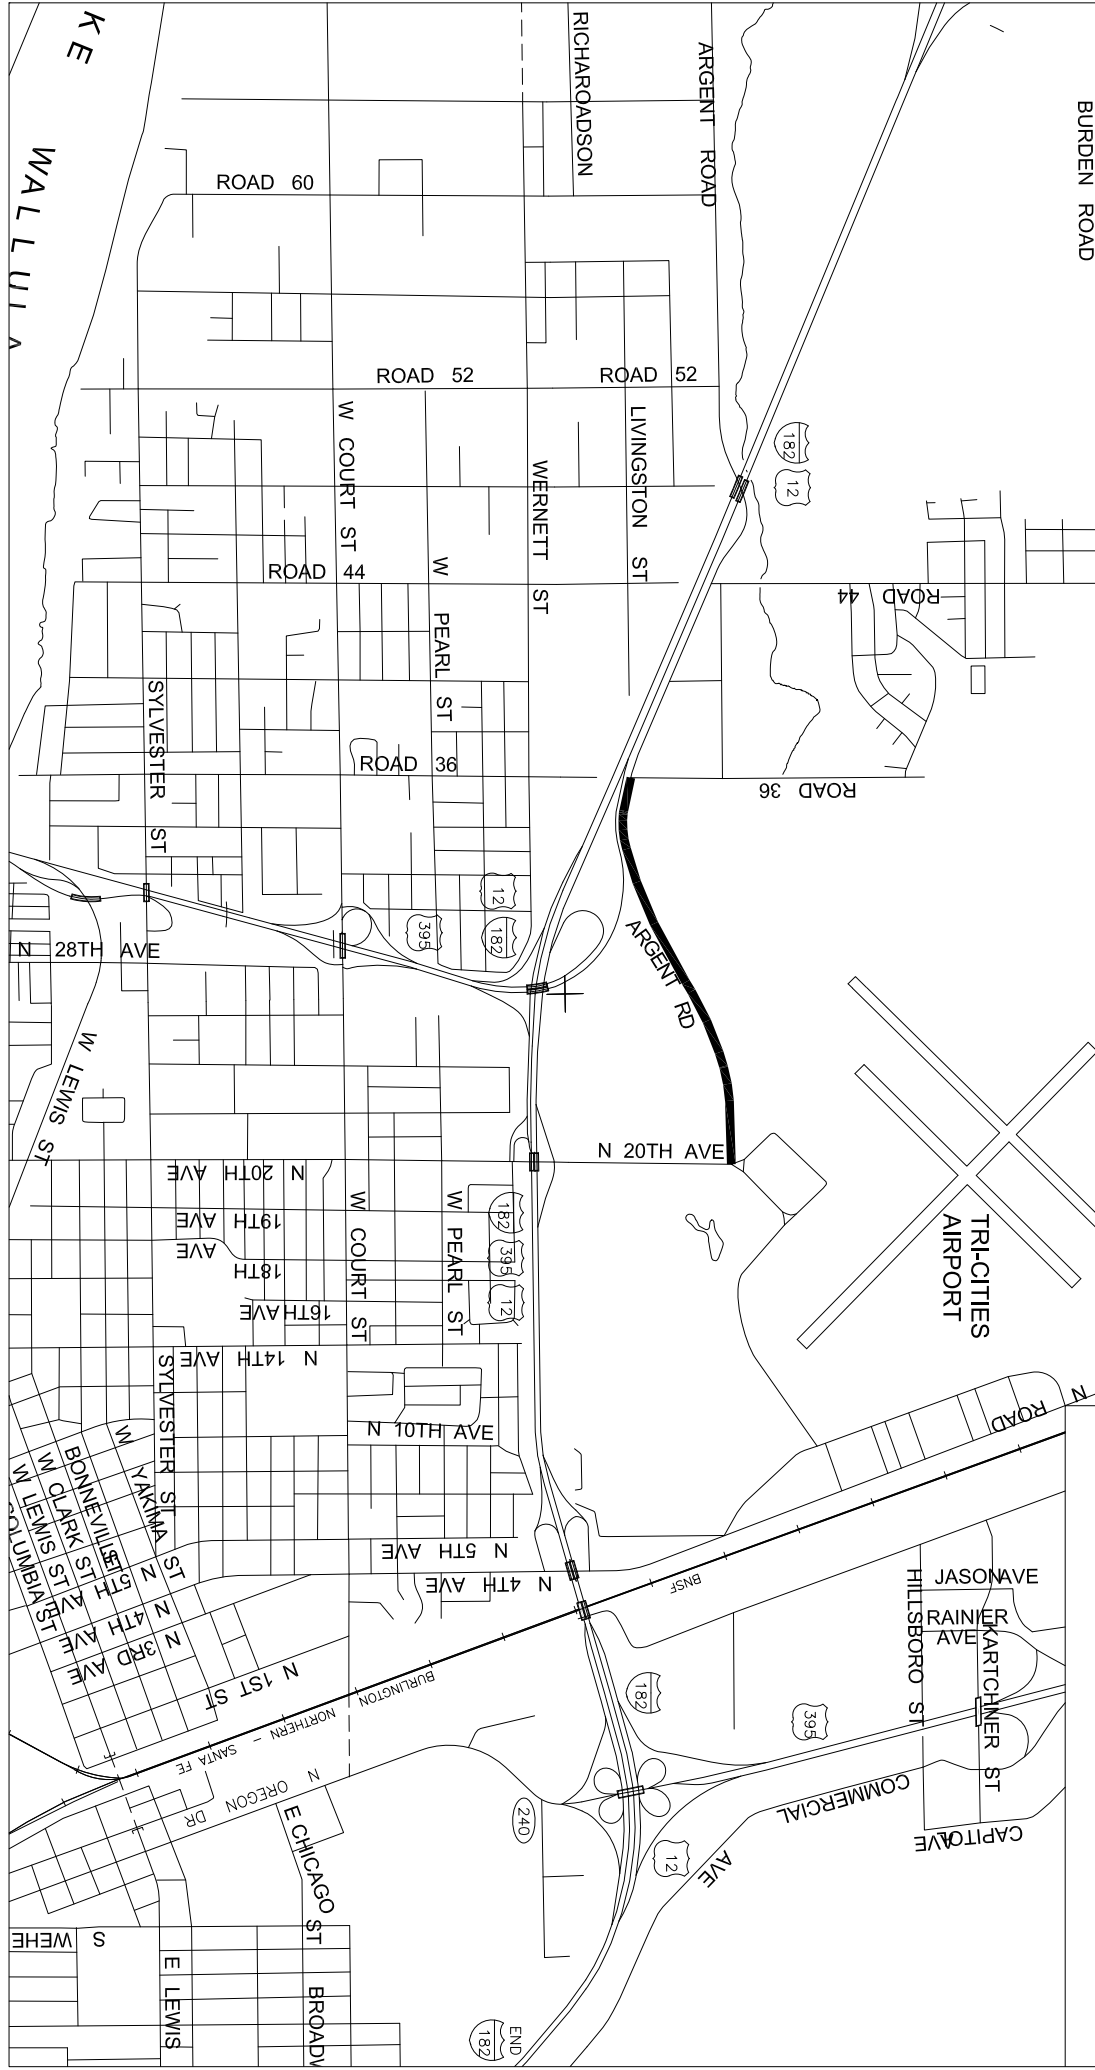 KE
WALLULA
RICHAROADSON
ARGENT ROAD
BURDEN ROAD
ROAD 60
ROAD 52
ROAD 52
182
12
W COURT ST
LIVINGSTON ST
WERNETT ST
ROAD 44
W PEARL ST
ROAD 44
SYLVESTER ST
ROAD 36
ROAD 36
12
182
395
N 28TH AVE
ARGENT RD
W LEWIS ST
N 20TH AVE
N 20TH AVE
19TH AVE
18TH AVE
16TH AVE
N 14TH AVE
W COURT ST
W PEARL ST
182
395
12
TRI-CITIES
AIRPORT
SYLVESTER ST
N 10TH AVE
N ROAD
W YAKIMA ST
BONNEVILLE ST
W CLARK ST
W LEWIS ST
COLUMBIA ST
N 5TH AVE
N 4TH AVE
N 5TH AVE
N 4TH AVE
N 3RD AVE
N 1ST ST
BNSF
BURLINGTON NORTHERN - SANTA FE
JASON AVE
RAINIER
AVE
HILLSBORO ST
KARTCHNER ST
182
395
COMMERCIAL AVE
CAPITOL AVE
N OREGON DR
240
12
E CHICAGO ST
S WEHE
E LEWIS
BROADW
END
182